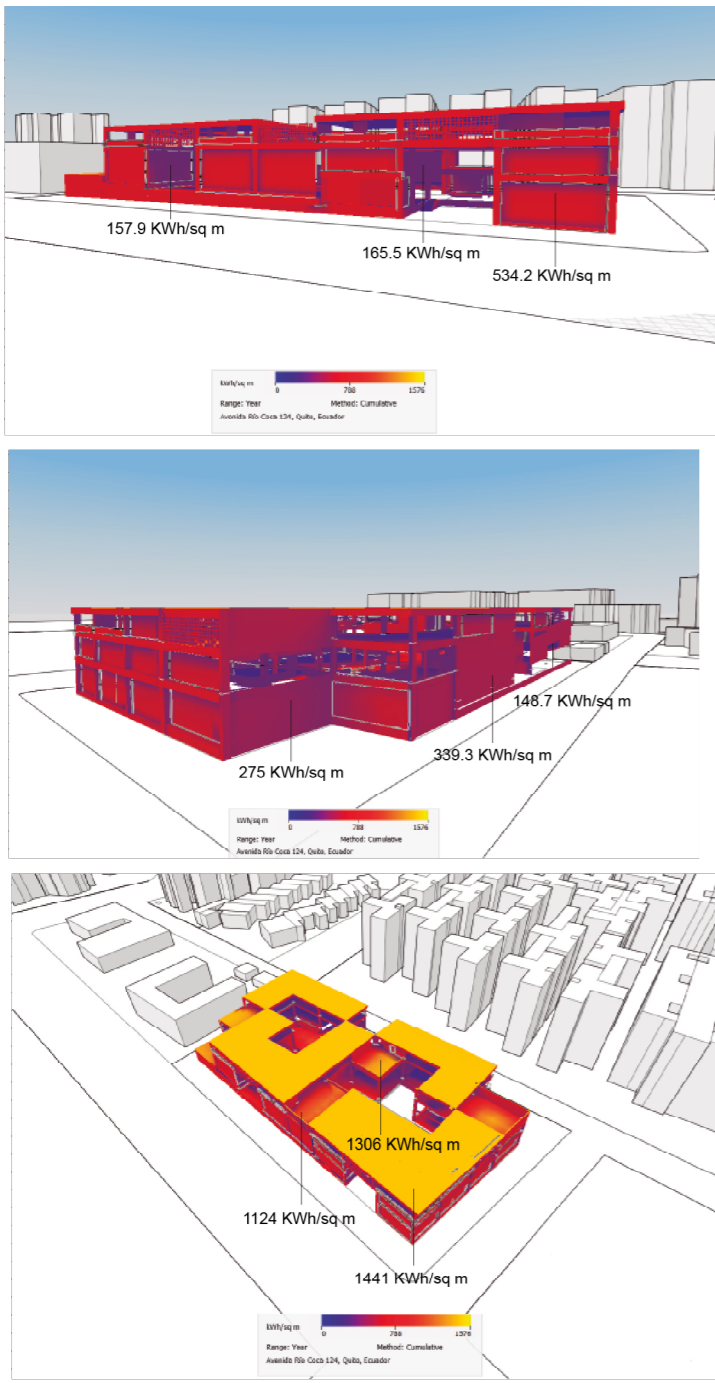 157.9 KWh/sq m
165.5 KWh/sq m
534.2 KWh/sq m
KWh/sq m
0 788 1576
Range: Year Method: Cumulative
Avenida Río Coca 124, Quito, Ecuador
148.7 KWh/sq m
339.3 KWh/sq m
275 KWh/sq m
KWh/sq m
0 788 1576
Range: Year Method: Cumulative
Avenida Río Coca 124, Quito, Ecuador
1306 KWh/sq m
1124 KWh/sq m
1441 KWh/sq m
KWh/sq m
0 788 1576
Range: Year Method: Cumulative
Avenida Río Coca 124, Quito, Ecuador